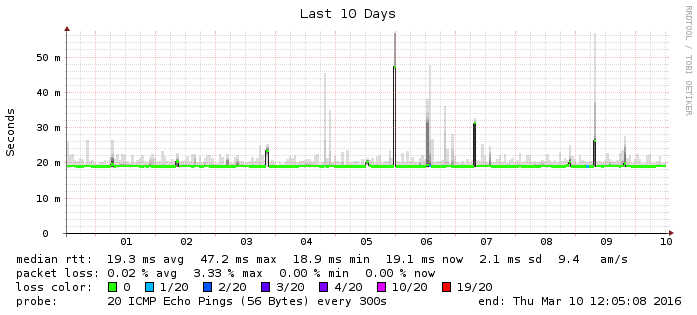 Last 10 Days
RRDTOOL / TOBI OETIKER
Seconds
50 m
40 m
30 m
20 m
10 m
0
01 02 03 04 05 06 07 08 09 10
median rtt: 19.3 ms avg 47.2 ms max 18.9 ms min 19.1 ms now 2.1 ms sd 9.4 am/s
packet loss: 0.02 % avg 3.33 % max 0.00 % min 0.00 % now
loss color: 0 1/20 2/20 3/20 4/20 10/20 19/20
probe: 20 ICMP Echo Pings (56 Bytes) every 300s end: Thu Mar 10 12:05:08 2016